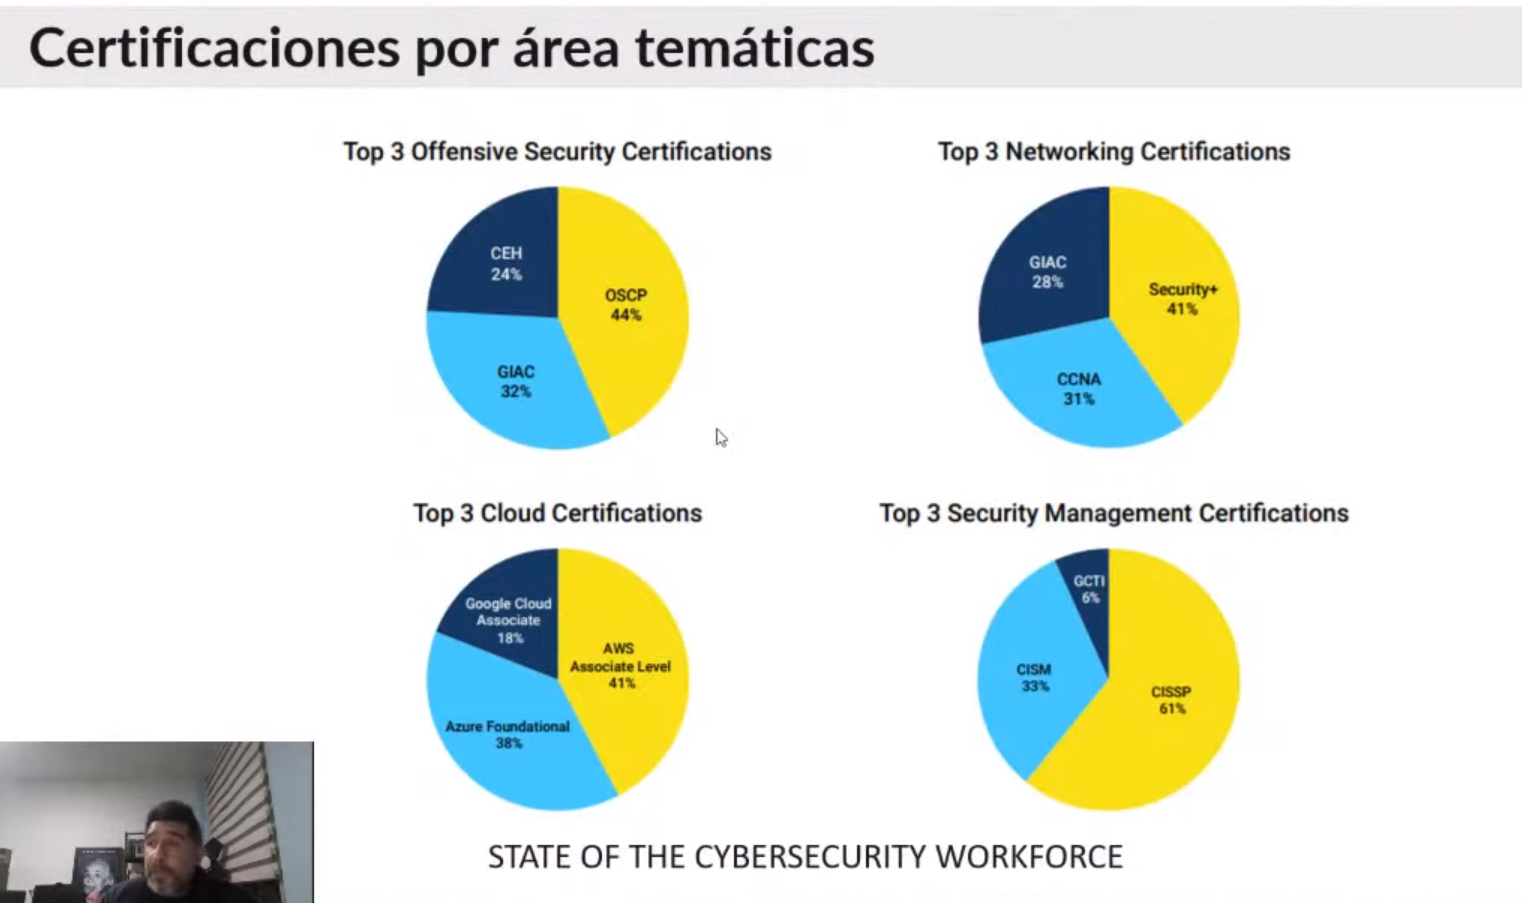 Certificaciones por área temáticas
Top 3 Offensive Security Certifications
CEH
24%
OSCP
44%
GIAC
32%
Top 3 Networking Certifications
GIAC
28%
Security+
41%
CCNA
31%
Top 3 Cloud Certifications
Google Cloud
Associate
18%
AWS
Associate Level
41%
Azure Foundational
38%
Top 3 Security Management Certifications
GCTI
6%
CISM
33%
CISSP
61%
STATE OF THE CYBERSECURITY WORKFORCE